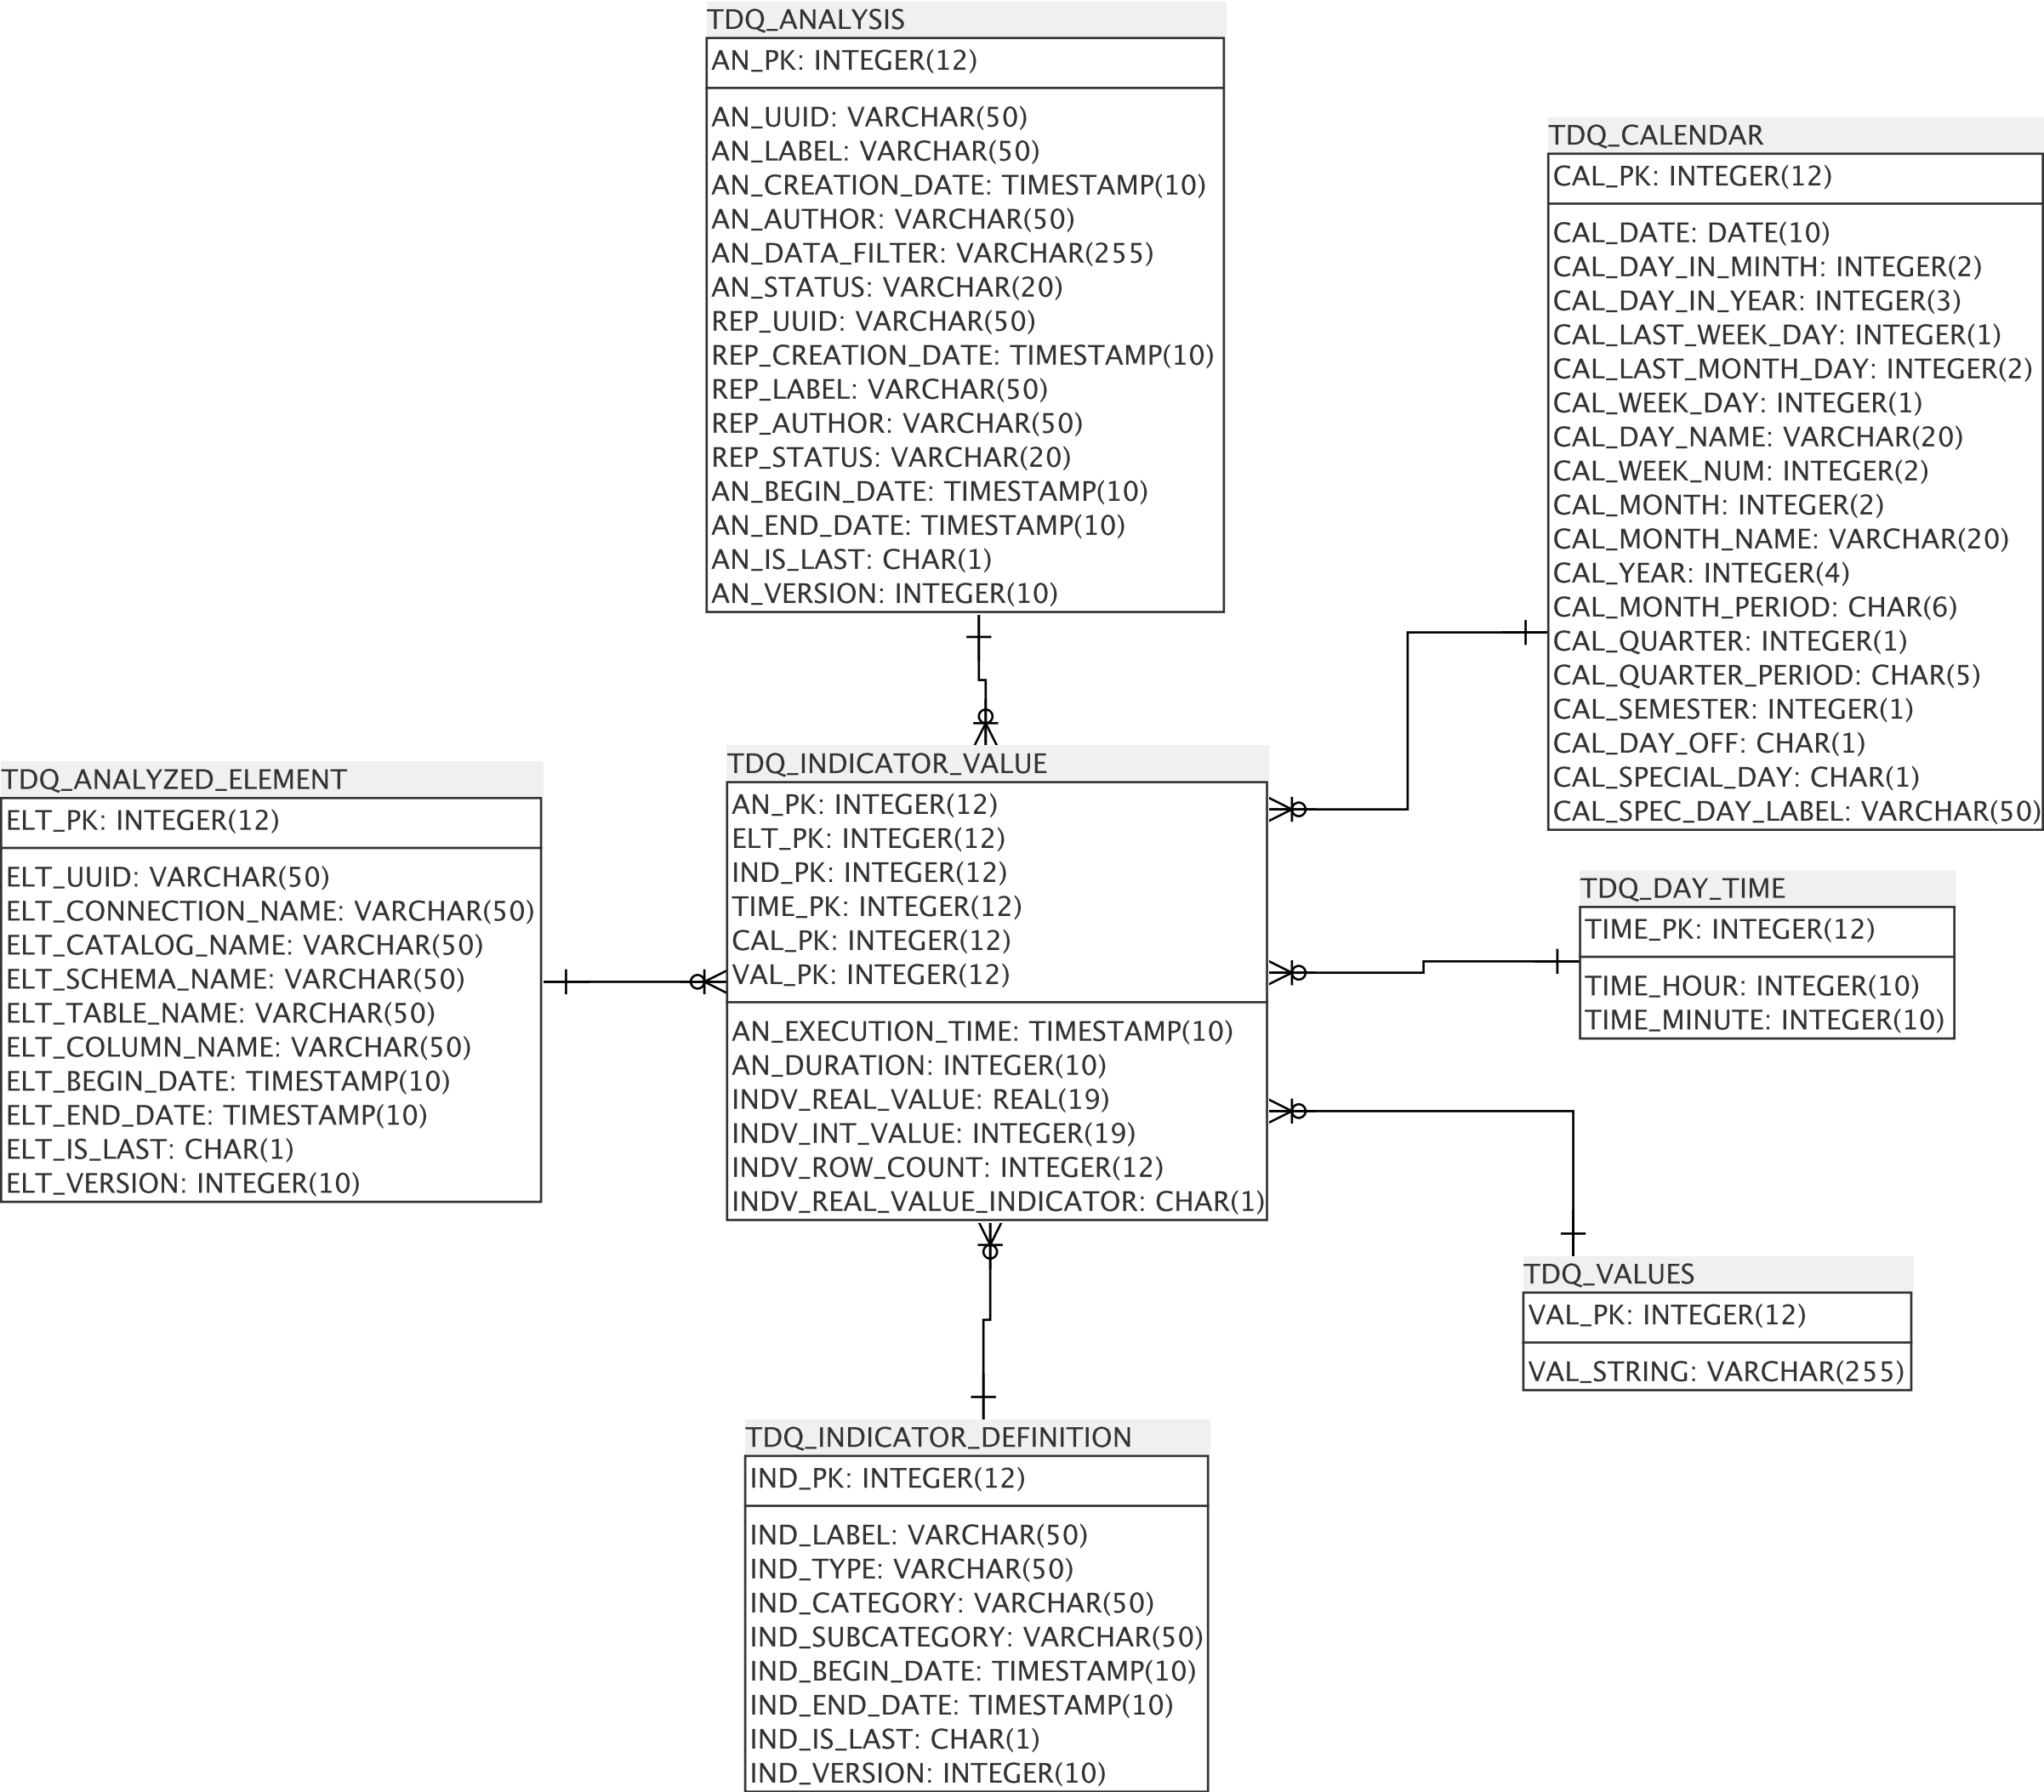 TDQ_ANALYSIS
AN_PK: INTEGER(12)
AN_UUID: VARCHAR(50)
AN_LABEL: VARCHAR(50)
AN_CREATION_DATE: TIMESTAMP(10)
AN_AUTHOR: VARCHAR(50)
AN_DATA_FILTER: VARCHAR(255)
AN_STATUS: VARCHAR(20)
REP_UUID: VARCHAR(50)
REP_CREATION_DATE: TIMESTAMP(10)
REP_LABEL: VARCHAR(50)
REP_AUTHOR: VARCHAR(50)
REP_STATUS: VARCHAR(20)
AN_BEGIN_DATE: TIMESTAMP(10)
AN_END_DATE: TIMESTAMP(10)
AN_IS_LAST: CHAR(1)
AN_VERSION: INTEGER(10)
TDQ_CALENDAR
CAL_PK: INTEGER(12)
CAL_DATE: DATE(10)
CAL_DAY_IN_MINTH: INTEGER(2)
CAL_DAY_IN_YEAR: INTEGER(3)
CAL_LAST_WEEK_DAY: INTEGER(1)
CAL_LAST_MONTH_DAY: INTEGER(2)
CAL_WEEK_DAY: INTEGER(1)
CAL_DAY_NAME: VARCHAR(20)
CAL_WEEK_NUM: INTEGER(2)
CAL_MONTH: INTEGER(2)
CAL_MONTH_NAME: VARCHAR(20)
CAL_YEAR: INTEGER(4)
CAL_MONTH_PERIOD: CHAR(6)
CAL_QUARTER: INTEGER(1)
CAL_QUARTER_PERIOD: CHAR(5)
CAL_SEMESTER: INTEGER(1)
CAL_DAY_OFF: CHAR(1)
CAL_SPECIAL_DAY: CHAR(1)
CAL_SPEC_DAY_LABEL: VARCHAR(50)
TDQ_ANALYZED_ELEMENT
ELT_PK: INTEGER(12)
ELT_UUID: VARCHAR(50)
ELT_CONNECTION_NAME: VARCHAR(50)
ELT_CATALOG_NAME: VARCHAR(50)
ELT_SCHEMA_NAME: VARCHAR(50)
ELT_TABLE_NAME: VARCHAR(50)
ELT_COLUMN_NAME: VARCHAR(50)
ELT_BEGIN_DATE: TIMESTAMP(10)
ELT_END_DATE: TIMESTAMP(10)
ELT_IS_LAST: CHAR(1)
ELT_VERSION: INTEGER(10)
TDQ_INDICATOR_VALUE
AN_PK: INTEGER(12)
ELT_PK: INTEGER(12)
IND_PK: INTEGER(12)
TIME_PK: INTEGER(12)
CAL_PK: INTEGER(12)
VAL_PK: INTEGER(12)
AN_EXECUTION_TIME: TIMESTAMP(10)
AN_DURATION: INTEGER(10)
INDV_REAL_VALUE: REAL(19)
INDV_INT_VALUE: INTEGER(19)
INDV_ROW_COUNT: INTEGER(12)
INDV_REAL_VALUE_INDICATOR: CHAR(1)
TDQ_DAY_TIME
TIME_PK: INTEGER(12)
TIME_HOUR: INTEGER(10)
TIME_MINUTE: INTEGER(10)
TDQ_VALUES
VAL_PK: INTEGER(12)
VAL_STRING: VARCHAR(255)
TDQ_INDICATOR_DEFINITION
IND_PK: INTEGER(12)
IND_LABEL: VARCHAR(50)
IND_TYPE: VARCHAR(50)
IND_CATEGORY: VARCHAR(50)
IND_SUBCATEGORY: VARCHAR(50)
IND_BEGIN_DATE: TIMESTAMP(10)
IND_END_DATE: TIMESTAMP(10)
IND_IS_LAST: CHAR(1)
IND_VERSION: INTEGER(10)